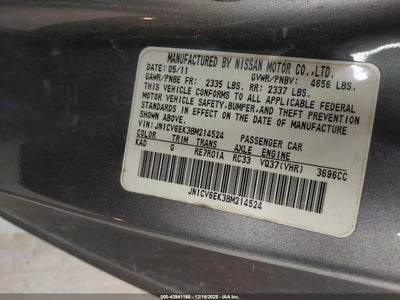 MANUFACTURED BY NISSAN MOTOR CO.,LTD.
DATE: 05/11 GVWR/PNBV: 4656 LBS.
GAWR/PNBE FR: 2335 LBS. RR: 2337 LBS.
THIS VEHICLE CONFORMS TO ALL APPLICABLE FEDERAL
MOTOR VEHICLE SAFETY,BUMPER,AND THEFT PREVENTION
STANDARDS IN EFFECT ON THE DATE OF MANUFACTURE
SHOWN ABOVE.
VIN: JN1CV6EK3BM214524 PASSENGER CAR
COLOR TRIM TRANS AXLE ENGINE
KAD G RE7R01A RC33 VQ37(VHR) 3696CC
JN1CV6EK3BM214524
000-43941160 - 12/18/2025 - IAAI - COPART